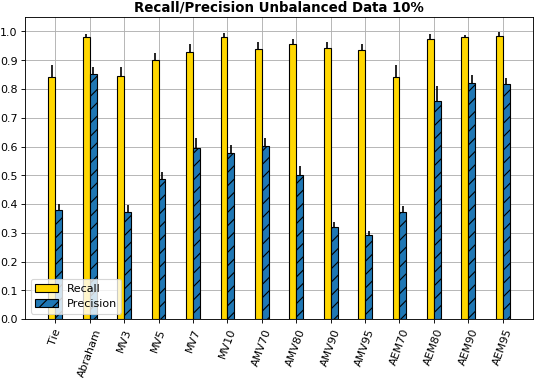 Recall/Precision Unbalanced Data 10%
1.0
0.9
0.8
0.7
0.6
0.5
0.4
0.3
0.2
0.1
0.0
Recall
Precision
Tie
Abraham
MV3
MV5
MV7
MV10
AMV70
AMV80
AMV90
AMV95
AEM70
AEM80
AEM90
AEM95